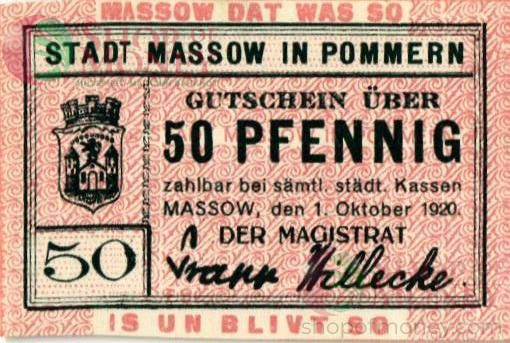 MASSOW DAT WAS SO
STADT MASSOW IN POMMERN
GUTSCHEIN ÜBER
50 PFENNIG
zahlbar bei sämtl. städt. Kassen
MASSOW, den 1. Oktober 1920.
DER MAGISTRAT
Willecke.
50
IS UN BLIVT SO
shopofmoney.com